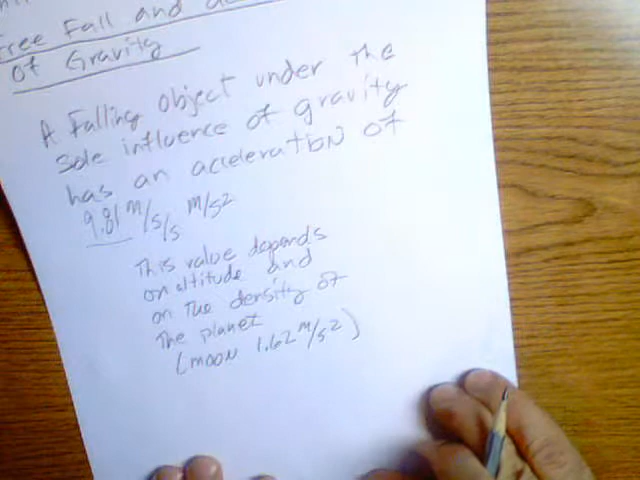 Free Fall and
of Gravity
A Falling object under the
sole influence of gravity
has an acceleration of
9.81 m/s/s m/s²
This value depends
on altitude and
on The density of
The planet
(moon 1.62 m/s²)